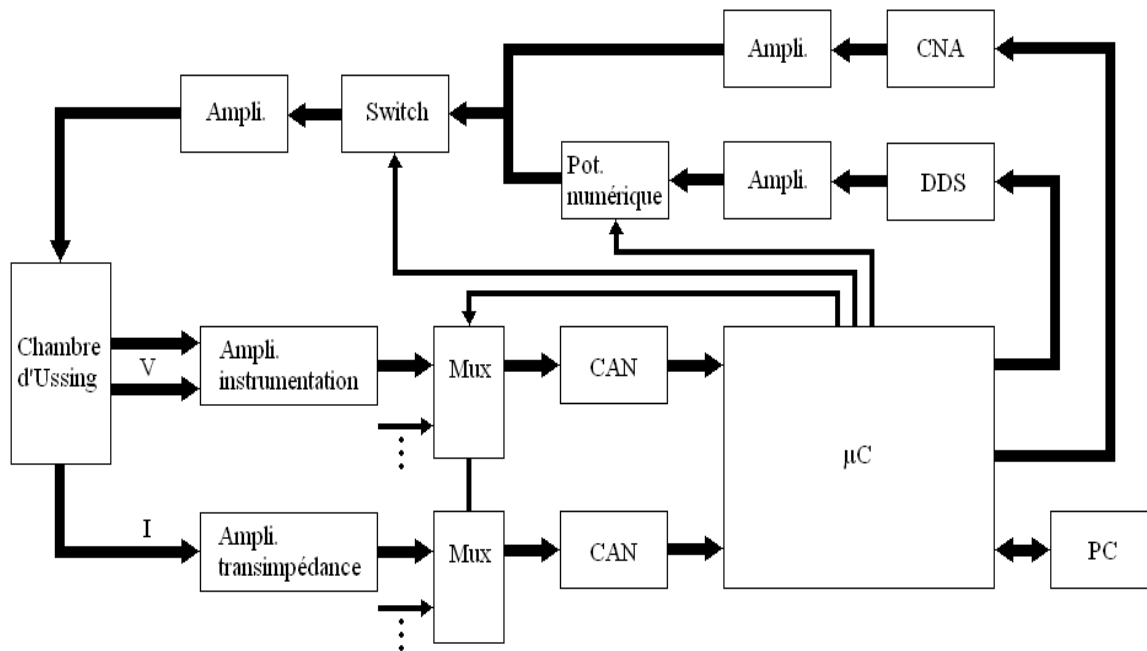 Ampli.
CNA
Ampli.
Switch
Pot.
numérique
Ampli.
DDS
Chambre
d'Ussing
V
Ampli.
instrumentation
Mux
CAN
µC
I
Ampli.
transimpédance
Mux
CAN
PC